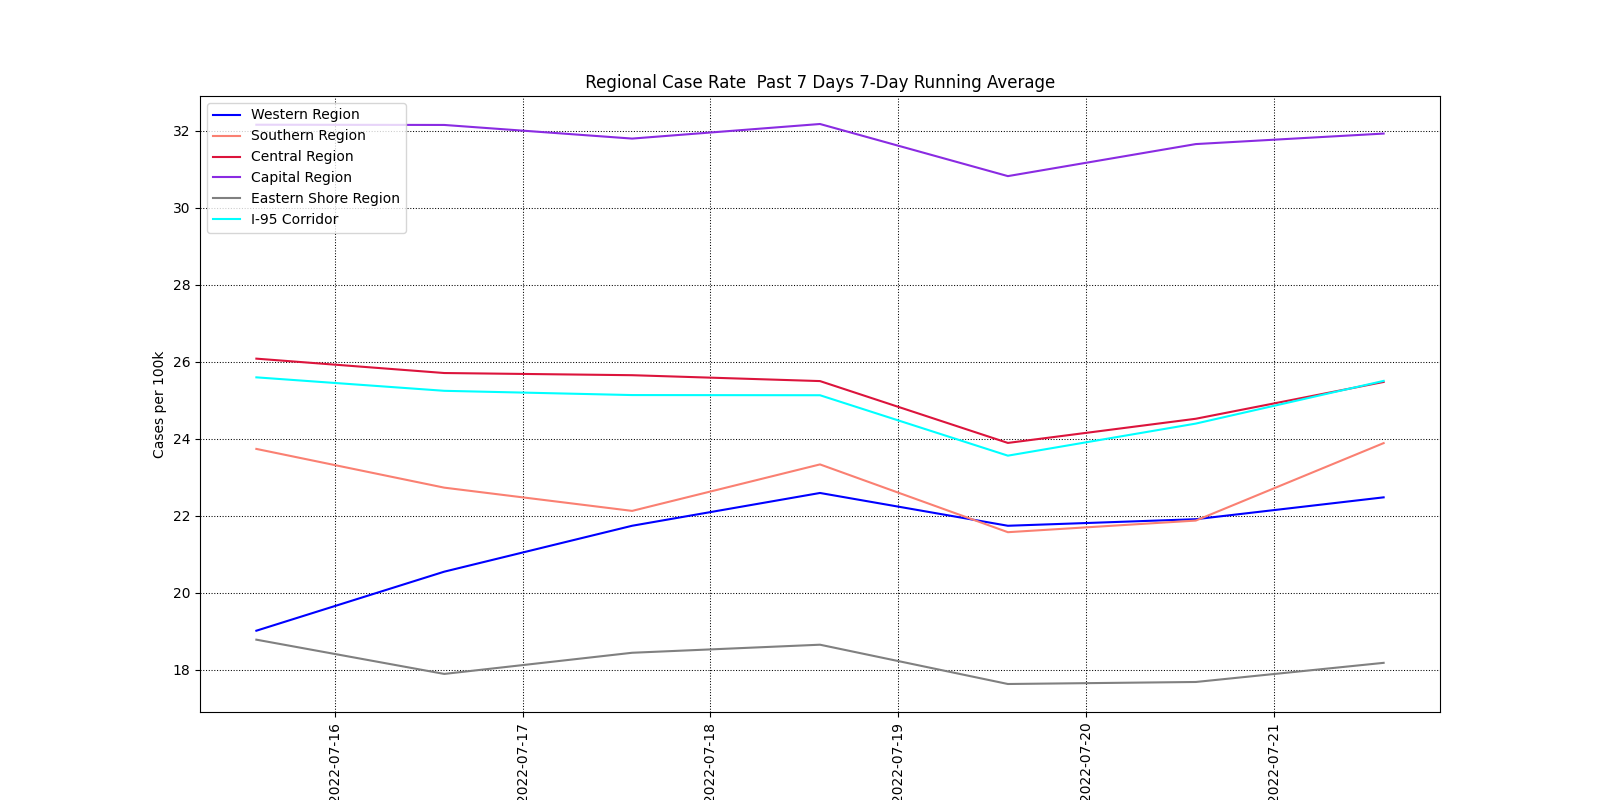 Regional Case Rate  Past 7 Days 7-Day Running Average
Western Region
Southern Region
Central Region
Capital Region
Eastern Shore Region
I-95 Corridor
Cases per 100k
32
30
28
26
24
22
20
18
2022-07-16
2022-07-17
2022-07-18
2022-07-19
2022-07-20
2022-07-21